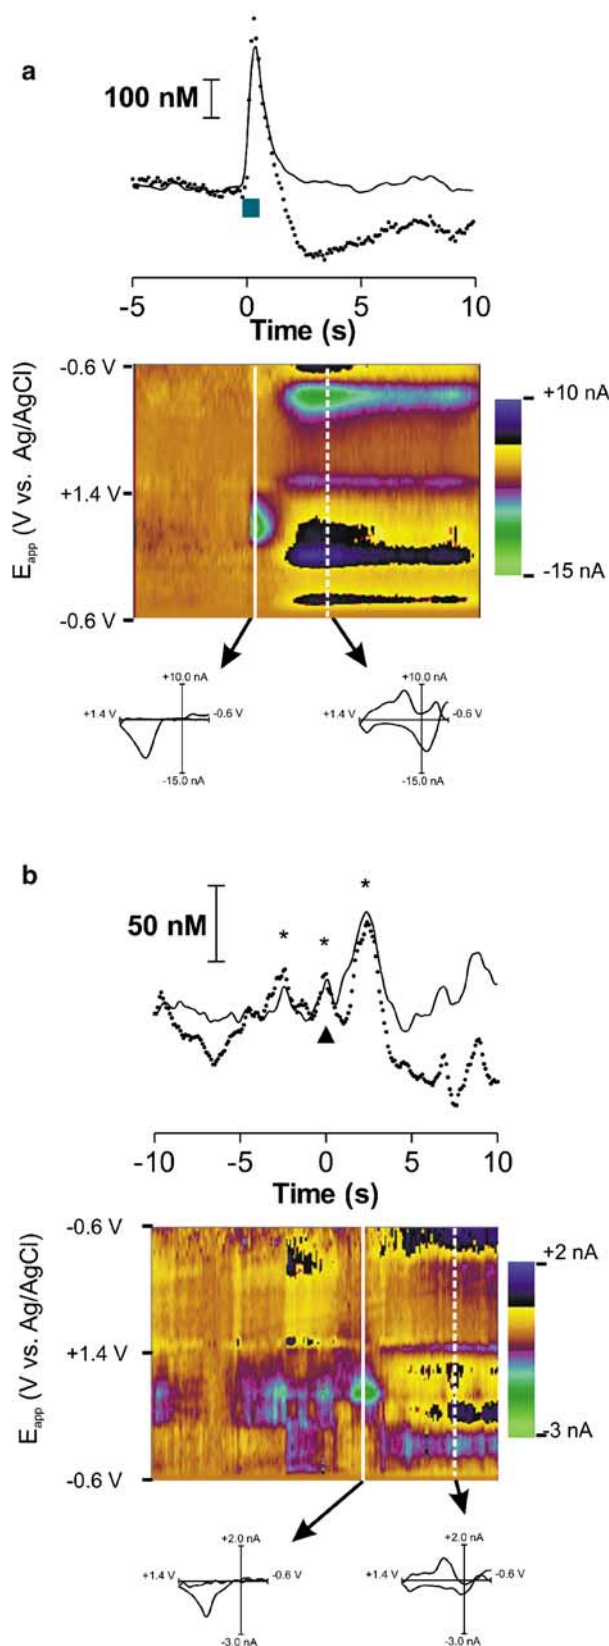 a
100 nM
-5 0 5 10
Time (s)
-0.6 V
+1.4 V
-0.6 V
E_app (V vs. Ag/AgCl)
+10 nA
-15 nA
+10.0 nA
+1.4 V -0.6 V
-15.0 nA
+10.0 nA
+1.4 V -0.6 V
-15.0 nA
b
50 nM
* * *
-10 -5 0 5 10
Time (s)
-0.6 V
+1.4 V
-0.6 V
E_app (V vs. Ag/AgCl)
+2 nA
-3 nA
+2.0 nA
+1.4 V -0.6 V
-3.0 nA
+2.0 nA
+1.4 V -0.6 V
-3.0 nA